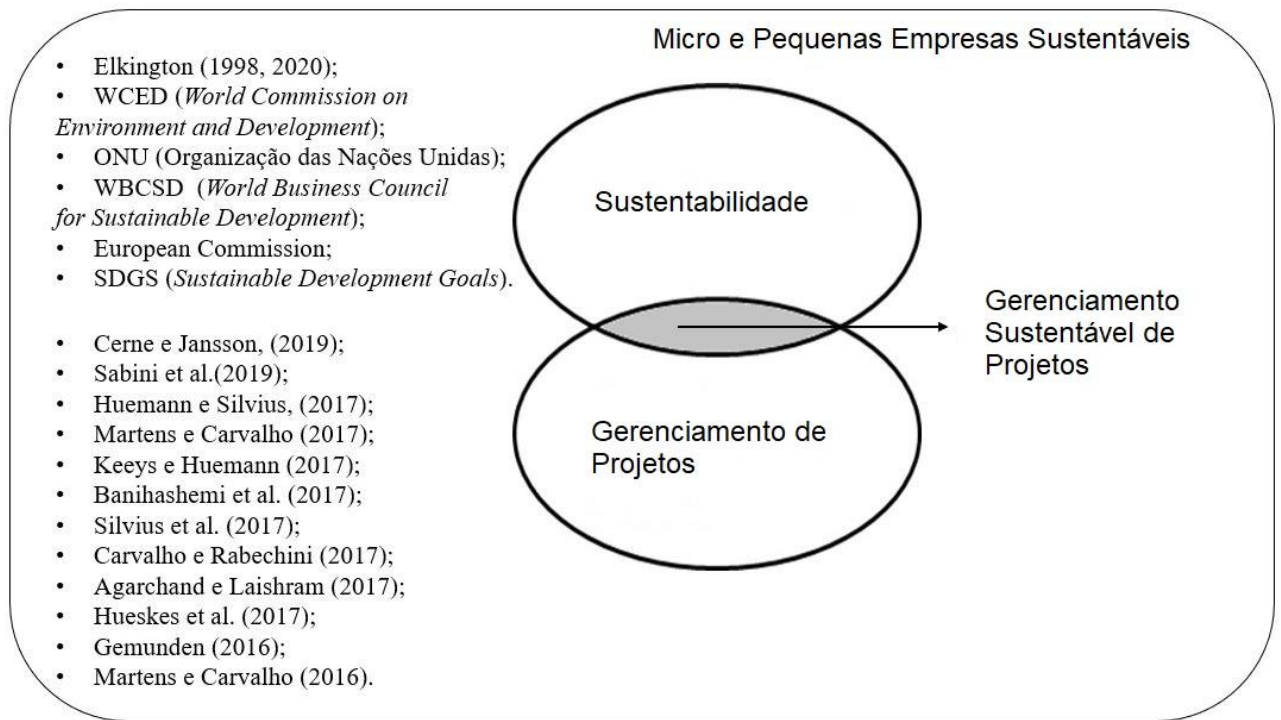 Micro e Pequenas Empresas Sustentáveis
• Elkington (1998, 2020);
• WCED (World Commission on
Environment and Development);
• ONU (Organização das Nações Unidas);
• WBCSD (World Business Council
for Sustainable Development);
• European Commission;
• SDGS (Sustainable Development Goals).
• Cerne e Jansson, (2019);
• Sabini et al.(2019);
• Huemann e Silvius, (2017);
• Martens e Carvalho (2017);
• Keeys e Huemann (2017);
• Banihashemi et al. (2017);
• Silvius et al. (2017);
• Carvalho e Rabechini (2017);
• Agarchand e Laishram (2017);
• Hueskes et al. (2017);
• Gemunden (2016);
• Martens e Carvalho (2016).
Sustentabilidade
Gerenciamento de
Projetos
Gerenciamento
Sustentável de
Projetos